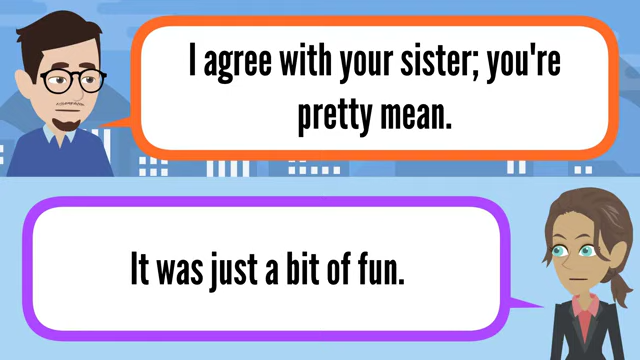 I agree with your sister; you're
pretty mean.
It was just a bit of fun.